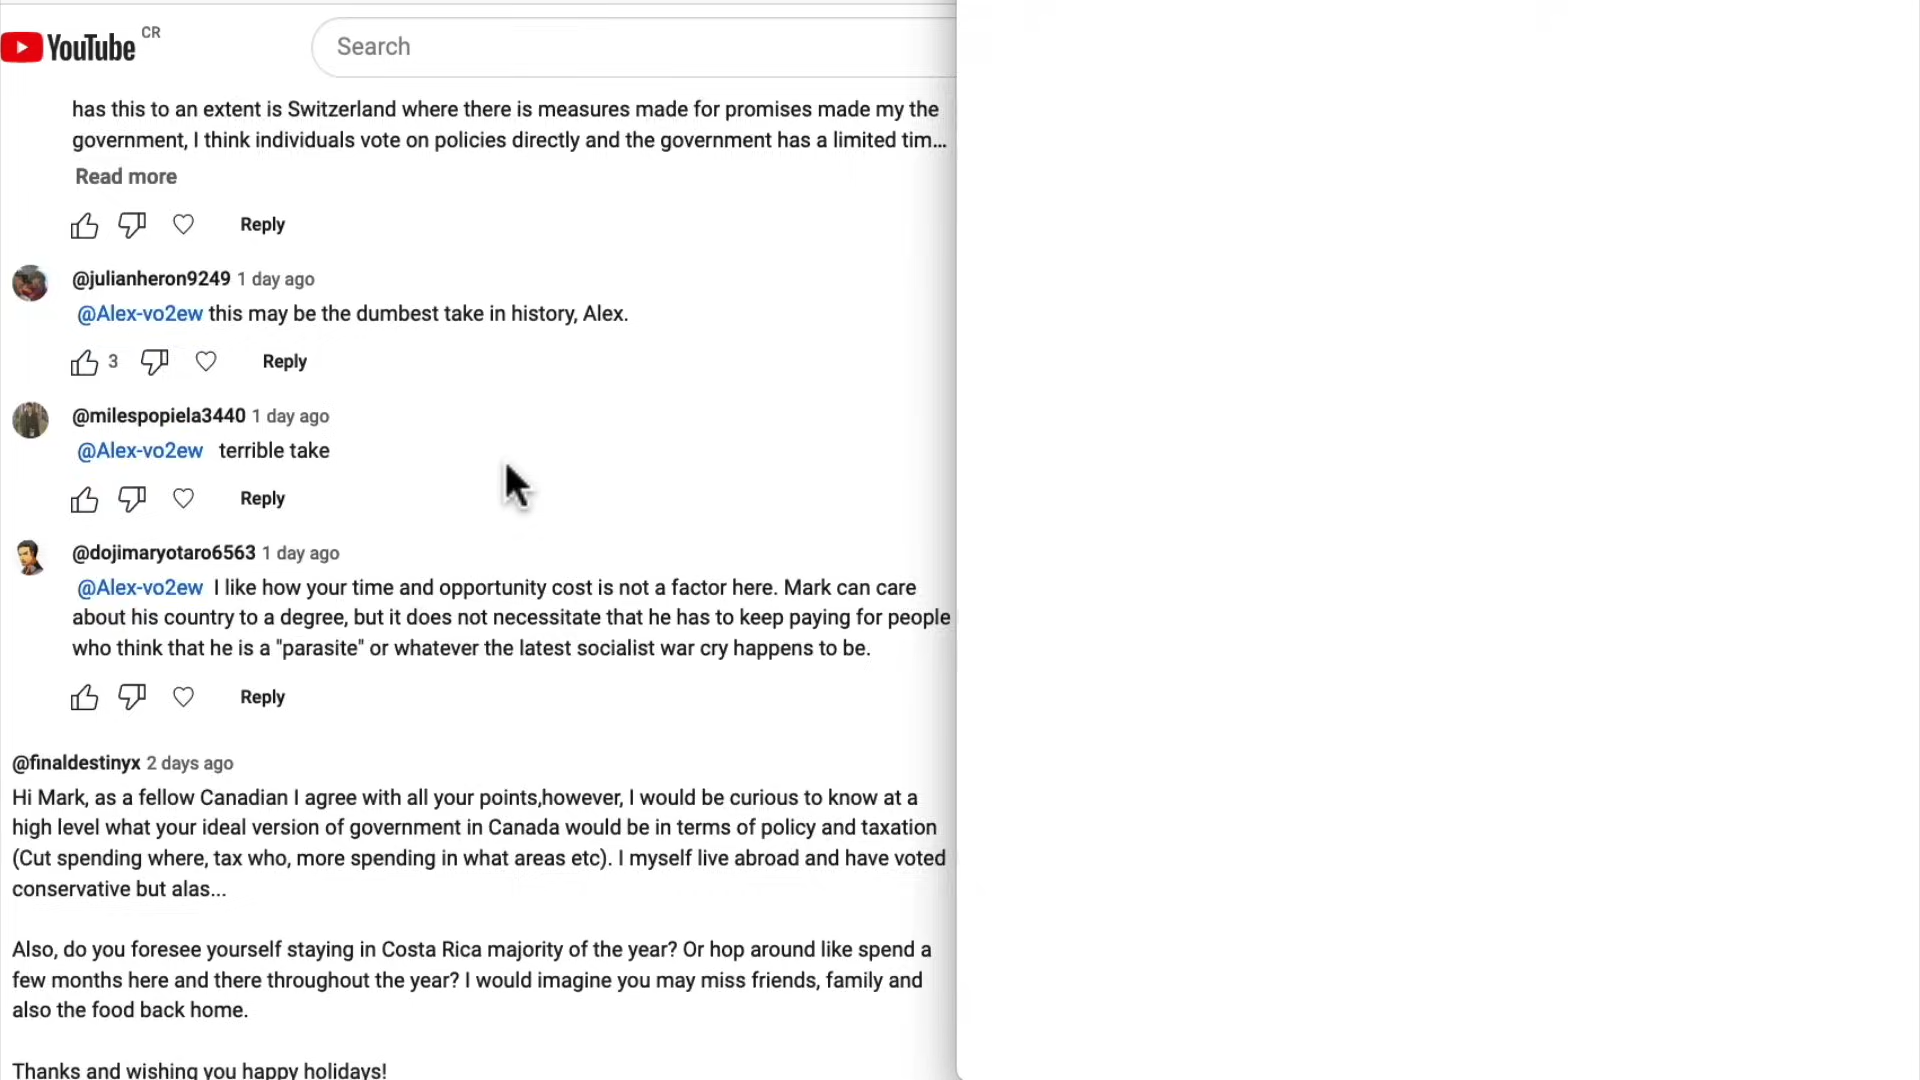 YouTube CR
Search
has this to an extent is Switzerland where there is measures made for promises made my the
government, I think individuals vote on policies directly and the government has a limited tim...
Read more
Reply
@julianheron9249 1 day ago
@Alex-vo2ew this may be the dumbest take in history, Alex.
3 Reply
@milespopiela3440 1 day ago
@Alex-vo2ew terrible take
Reply
@dojimaryotaro6563 1 day ago
@Alex-vo2ew I like how your time and opportunity cost is not a factor here. Mark can care
about his country to a degree, but it does not necessitate that he has to keep paying for people
who think that he is a "parasite" or whatever the latest socialist war cry happens to be.
Reply
@finaldestinyx 2 days ago
Hi Mark, as a fellow Canadian I agree with all your points,however, I would be curious to know at a
high level what your ideal version of government in Canada would be in terms of policy and taxation
(Cut spending where, tax who, more spending in what areas etc). I myself live abroad and have voted
conservative but alas...
Also, do you foresee yourself staying in Costa Rica majority of the year? Or hop around like spend a
few months here and there throughout the year? I would imagine you may miss friends, family and
also the food back home.
Thanks and wishing you happy holidays!